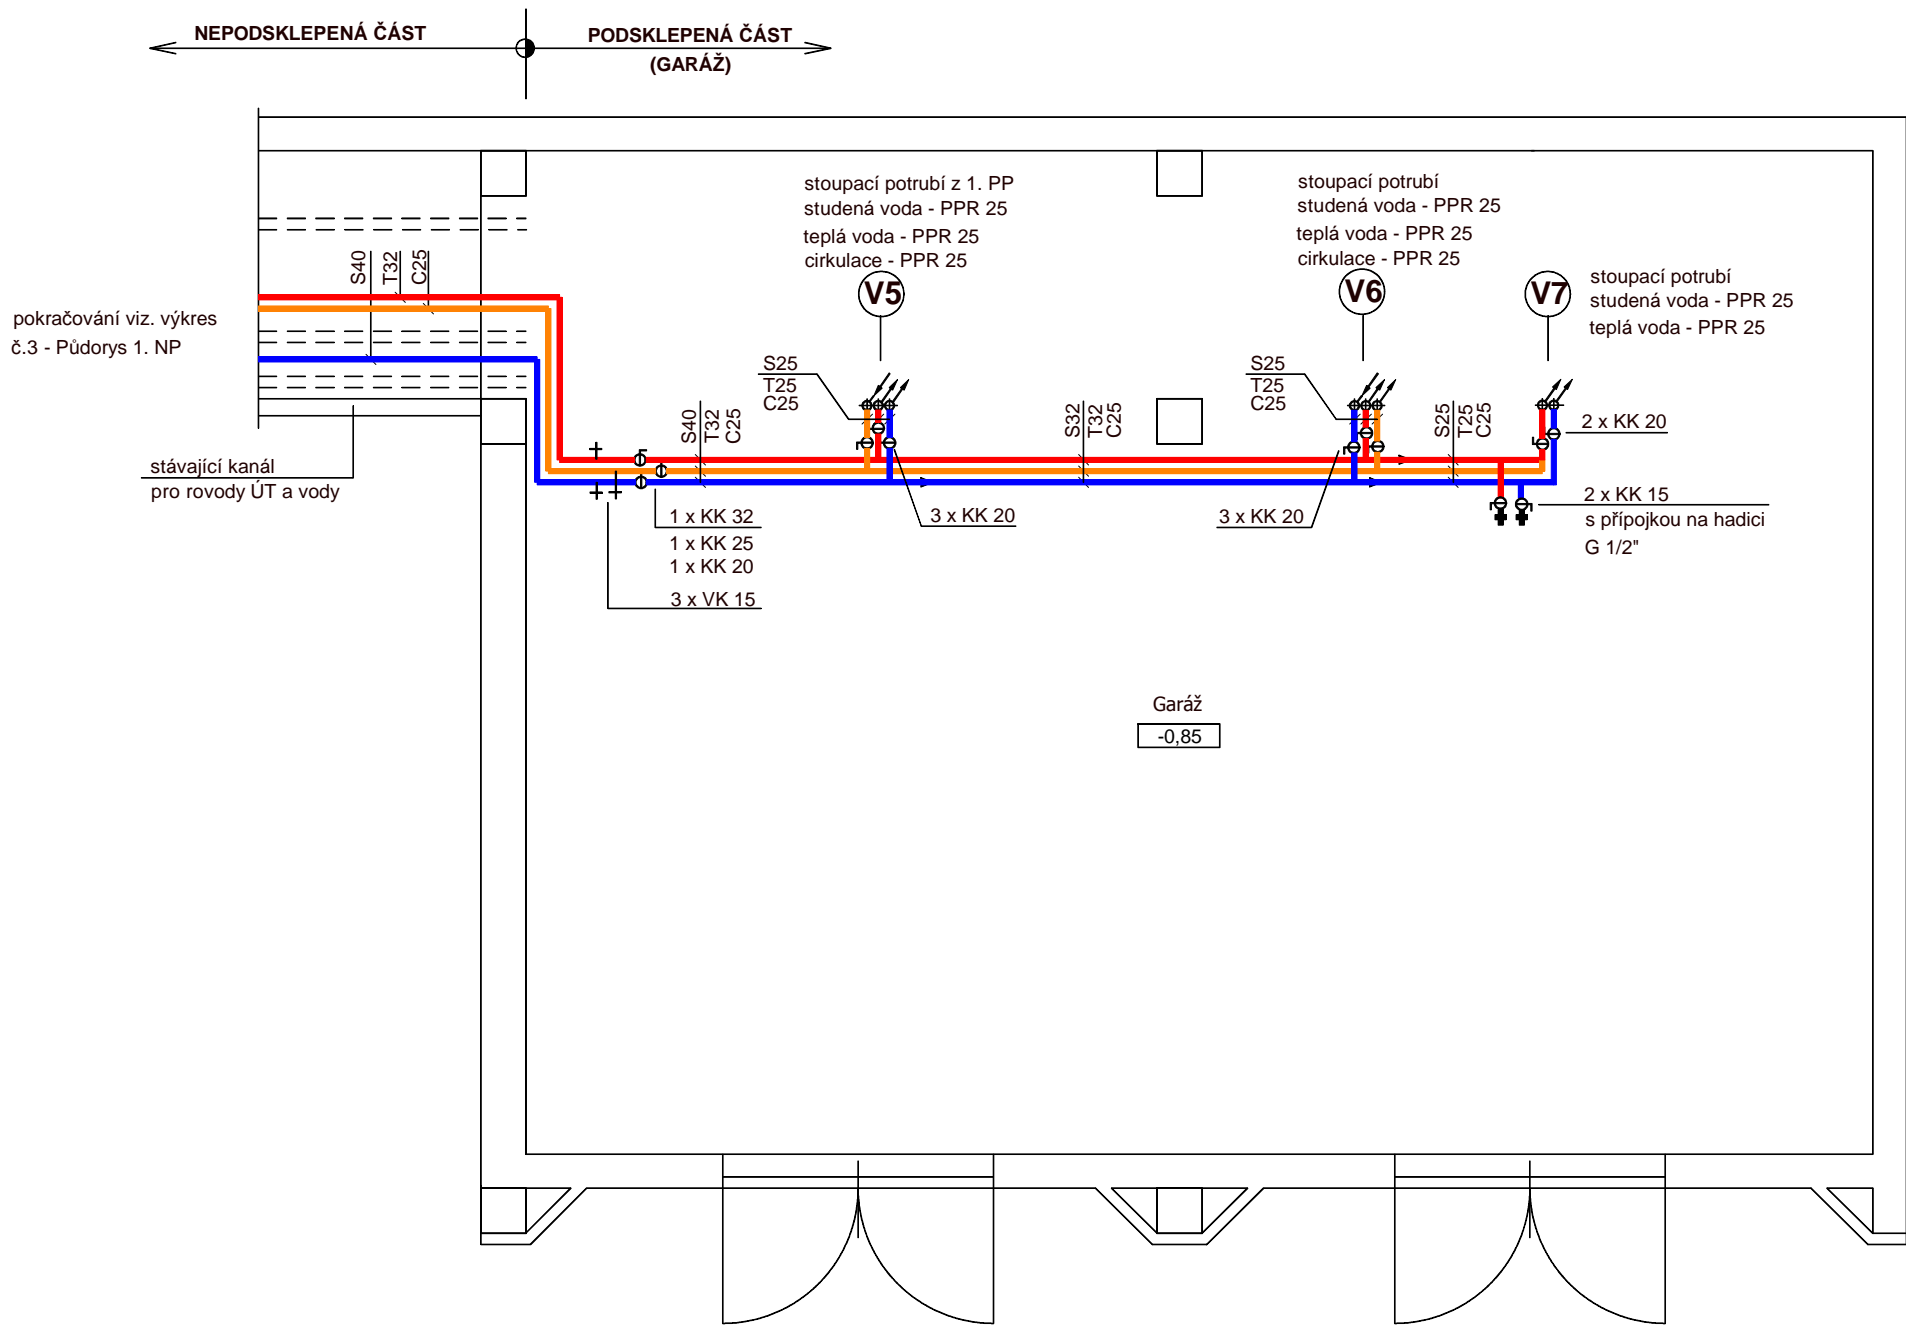 NEPODSKLEPENÁ ČÁST
PODSKLEPENÁ ČÁST
(GARÁŽ)
stoupací potrubí z 1. PP
studená voda - PPR 25
teplá voda - PPR 25
cirkulace - PPR 25
V5
stoupací potrubí
studená voda - PPR 25
teplá voda - PPR 25
cirkulace - PPR 25
V6
V7
stoupací potrubí
studená voda - PPR 25
teplá voda - PPR 25
S40
T32
C25
pokračování viz. výkres
č.3 - Půdorys 1. NP
S25
T25
C25
S25
T25
C25
S40
T32
C25
S32
T32
C25
S25
T25
C25
2 x KK 20
stávající kanál
pro rovody ÚT a vody
1 x KK 32
1 x KK 25
1 x KK 20
3 x VK 15
3 x KK 20
3 x KK 20
2 x KK 15
s přípojkou na hadici
G 1/2"
Garáž
-0,85